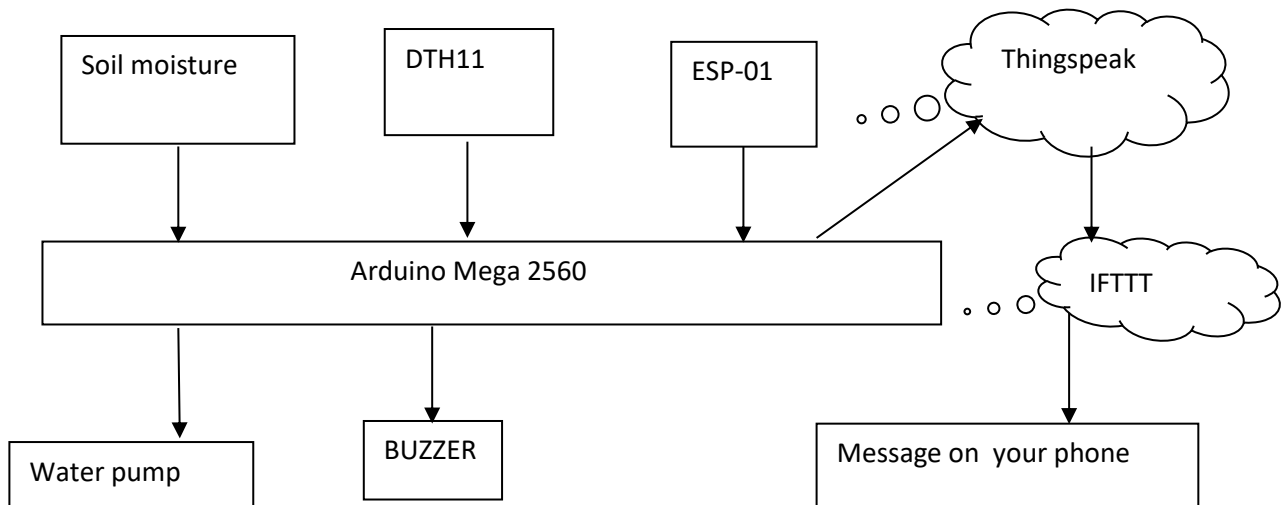 Soil moisture
DTH11
ESP-01
Thingspeak
Arduino Mega 2560
IFTTT
Water pump
BUZZER
Message on  your phone